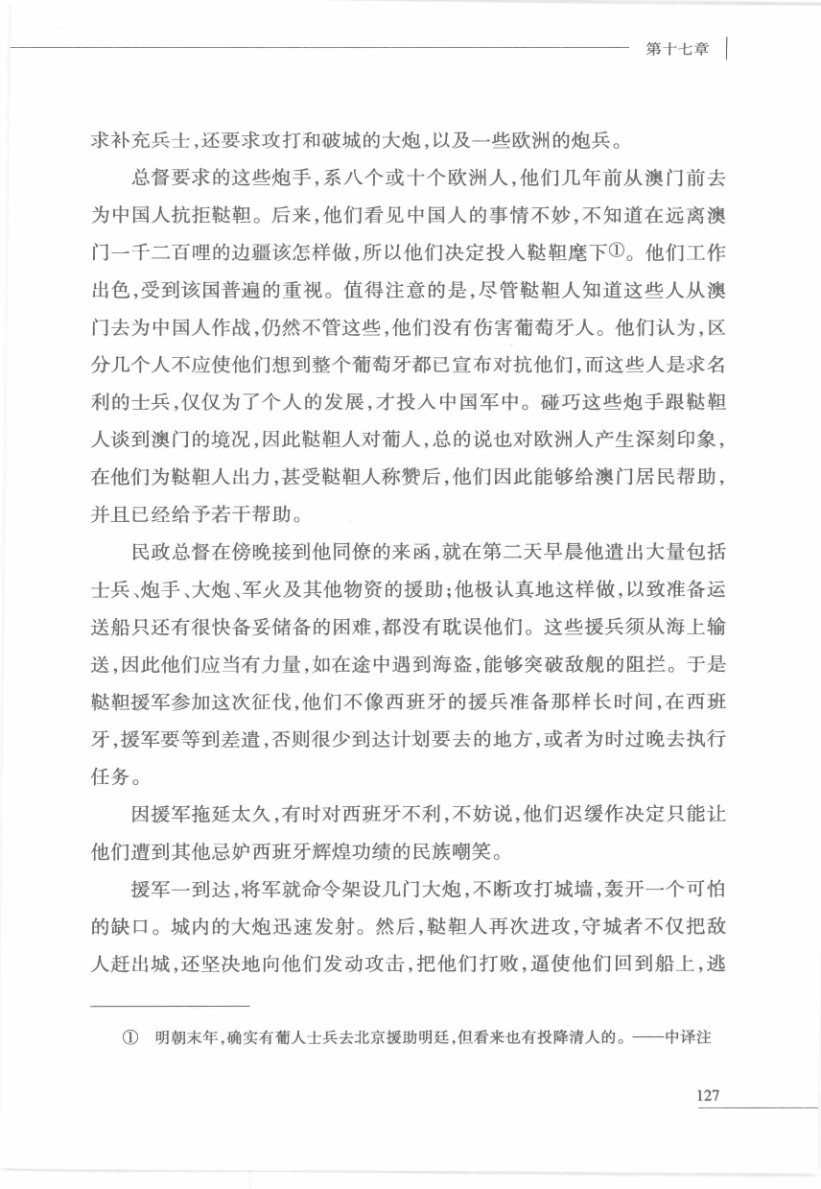 第十七章
求补充兵士,还要求攻打和破城的大炮,以及一些欧洲的炮兵。
总督要求的这些炮手,系八个或十个欧洲人,他们几年前从澳门前去
为中国人抗拒鞑靼。后来,他们看见中国人的事情不妙,不知道在远离澳
门一千二百哩的边疆该怎样做,所以他们决定投入鞑靼麾下①。他们工作
出色,受到该国普遍的重视。值得注意的是,尽管鞑靼人知道这些人从澳
门去为中国人作战,仍然不管这些,他们没有伤害葡萄牙人。他们认为,区
分几个人不应使他们想到整个葡萄牙都已宣布对抗他们,而这些人是求名
利的士兵,仅仅为了个人的发展,才投入中国军中。碰巧这些炮手跟鞑靼
人谈到澳门的境况,因此鞑靼人对葡人,总的说也对欧洲人产生深刻印象,
在他们为鞑靼人出力,甚受鞑靼人称赞后,他们因此能够给澳门居民帮助,
并且已经给予若干帮助。
民政总督在傍晚接到他同僚的来函,就在第二天早晨他遣出大量包括
士兵、炮手、大炮、军火及其他物资的援助;他极认真地这样做,以致准备运
送船只还有很快备妥储备的困难,都没有耽误他们。这些援兵须从海上输
送,因此他们应当有力量,如在途中遇到海盗,能够突破敌舰的阻拦。于是
鞑靼援军参加这次征伐,他们不像西班牙的援兵准备那样长时间,在西班
牙,援军要等到差遣,否则很少到达计划要去的地方,或者为时过晚去执行
任务。
因援军拖延太久,有时对西班牙不利,不妨说,他们迟缓作决定只能让
他们遭到其他忌妒西班牙辉煌功绩的民族嘲笑。
援军一到达,将军就命令架设几门大炮,不断攻打城墙,轰开一个可怕
的缺口。城内的大炮迅速发射。然后,鞑靼人再次进攻,守城者不仅把敌
人赶出城,还坚决地向他们发动攻击,把他们打败,逼使他们回到船上,逃
① 明朝末年,确实有葡人士兵去北京援助明廷,但看来也有投降清人的。——中译注
127